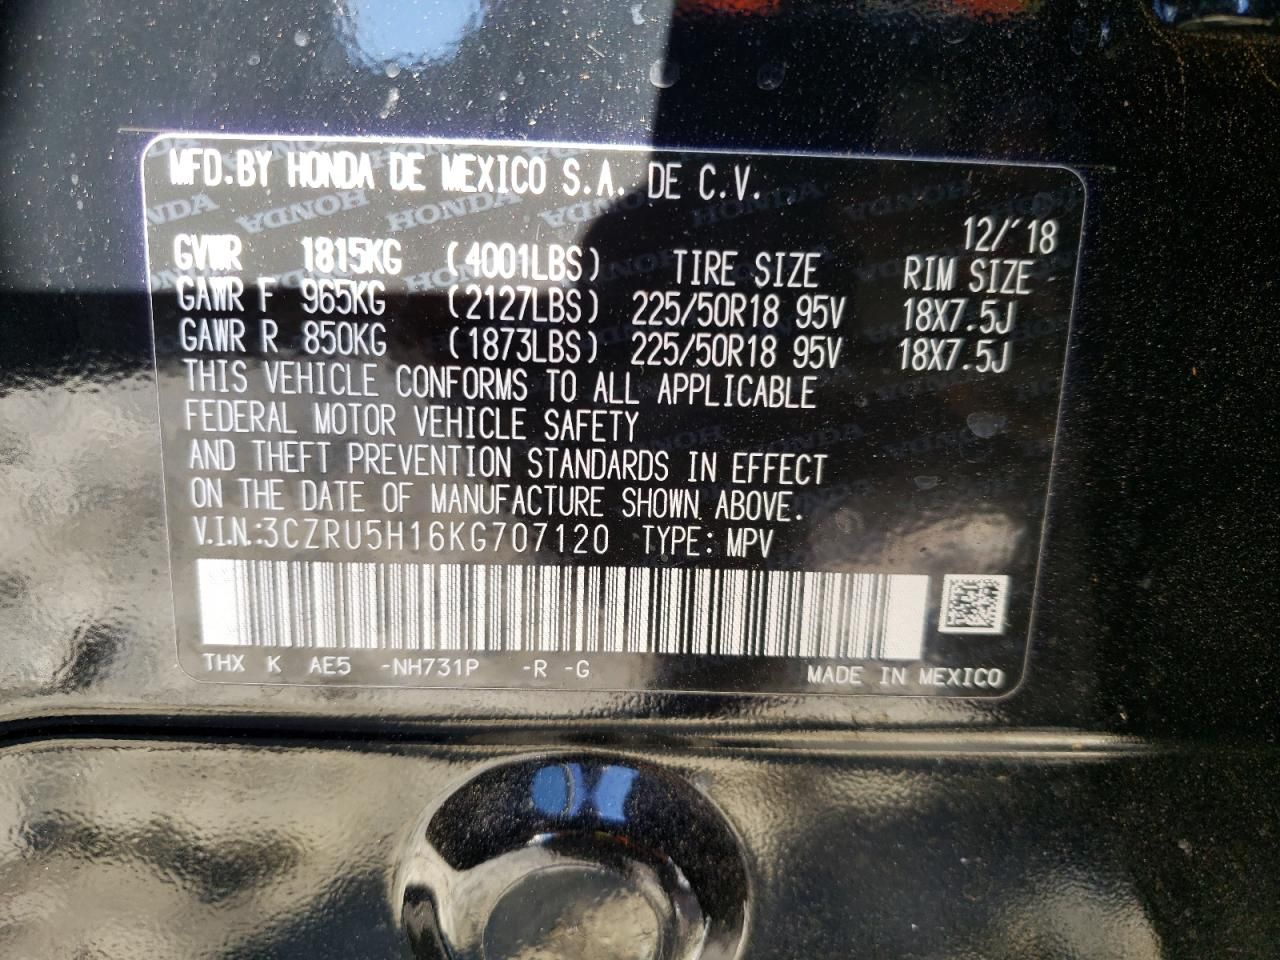 MFD.BY HONDA DE MEXICO S.A. DE C.V.
12/'18
GVWR 1815KG (4001LBS) TIRE SIZE RIM SIZE
GAWR F 965KG (2127LBS) 225/50R18 95V 18X7.5J
GAWR R 850KG (1873LBS) 225/50R18 95V 18X7.5J
THIS VEHICLE CONFORMS TO ALL APPLICABLE
FEDERAL MOTOR VEHICLE SAFETY
AND THEFT PREVENTION STANDARDS IN EFFECT
ON THE DATE OF MANUFACTURE SHOWN ABOVE.
V.I.N.:3CZRU5H16KG707120 TYPE: MPV
THX K AE5 -NH731P -R -G MADE IN MEXICO